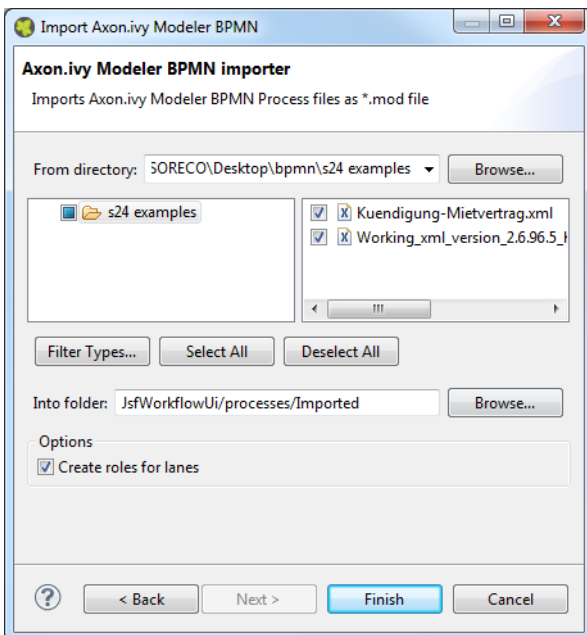 Import Axon.ivy Modeler BPMN
Axon.ivy Modeler BPMN importer
Imports Axon.ivy Modeler BPMN Process files as *.mod file
From directory: SORECO\Desktop\bpmn\s24 examples Browse...
s24 examples
Kuendigung-Mietvertrag.xml
Working_xml_version_2.6.96.5_
Filter Types... Select All Deselect All
Into folder: JsfWorkflowUi/processes/Imported Browse...
Options
Create roles for lanes
? < Back Next > Finish Cancel